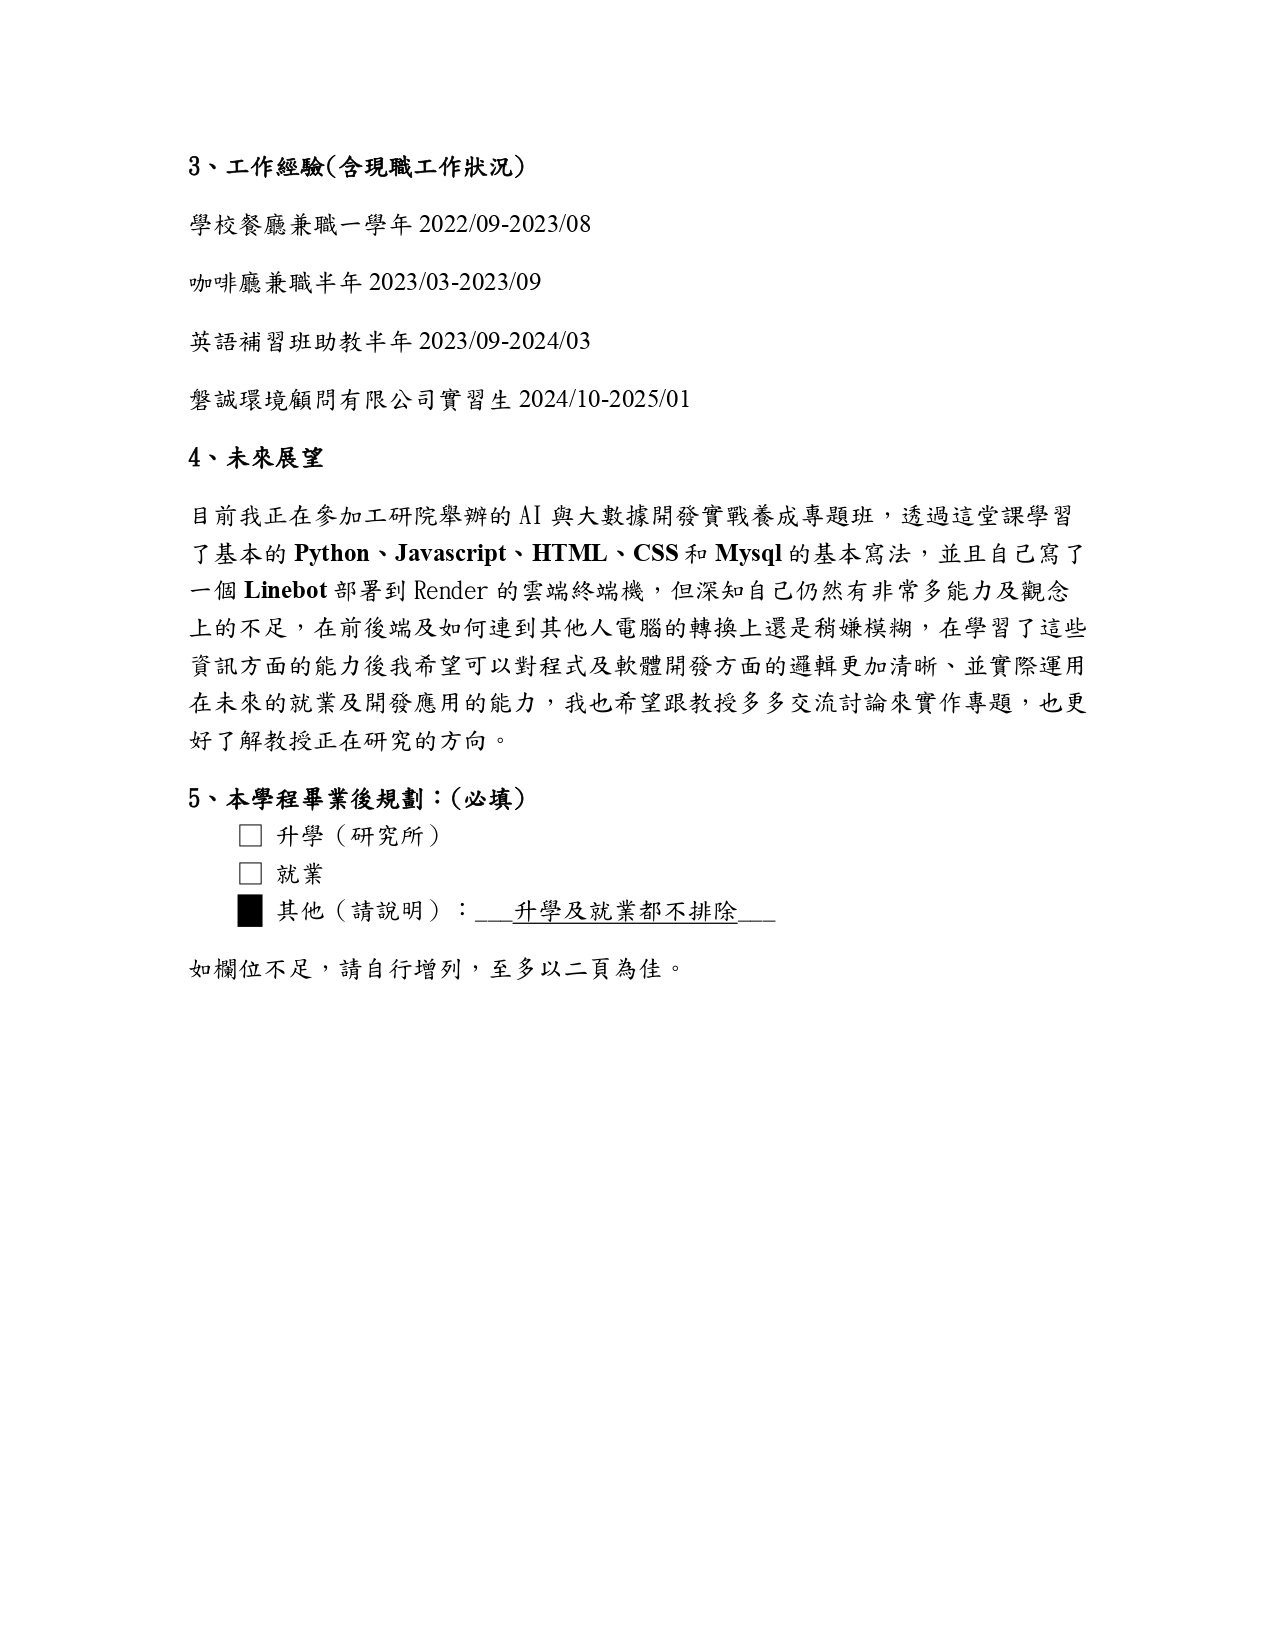 3、工作經驗(含現職工作狀況)
學校餐廳兼職一學年 2022/09-2023/08
咖啡廳兼職半年 2023/03-2023/09
英語補習班助教半年 2023/09-2024/03
磐誠環境顧問有限公司實習生 2024/10-2025/01
4、未來展望
目前我正在參加工研院舉辦的 AI 與大數據開發實戰養成專題班，透過這堂課學習
了基本的 Python、Javascript、HTML、CSS 和 Mysql 的基本寫法，並且自己寫了
一個 Linebot 部署到 Render 的雲端終端機，但深知自己仍然有非常多能力及觀念
上的不足，在前後端及如何連到其他人電腦的轉換上還是稍嫌模糊，在學習了這些
資訊方面的能力後我希望可以對程式及軟體開發方面的邏輯更加清晰、並實際運用
在未來的就業及開發應用的能力，我也希望跟教授多多交流討論來實作專題，也更
好了解教授正在研究的方向。
5、本學程畢業後規劃：(必填)
□ 升學（研究所）
□ 就業
■ 其他（請說明）：___升學及就業都不排除___
如欄位不足，請自行增列，至多以二頁為佳。